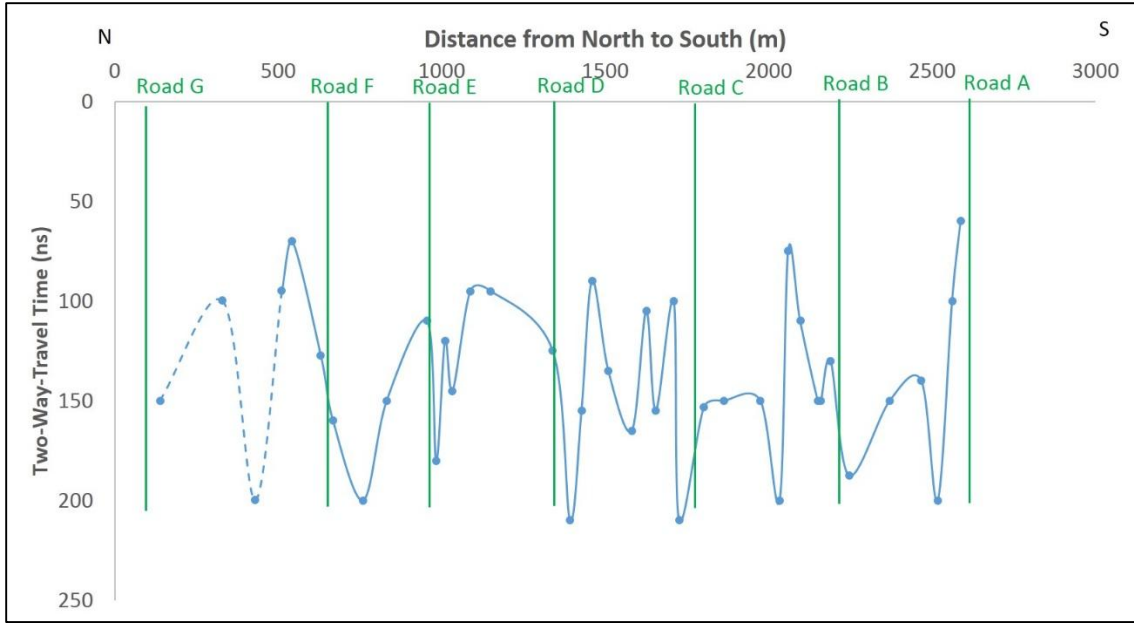 N
S
Distance from North to South (m)
0 500 1000 1500 2000 2500 3000
Road G Road F Road E Road D Road C Road B Road A
0
50
100
150
200
250
Two-Way-Travel Time (ns)